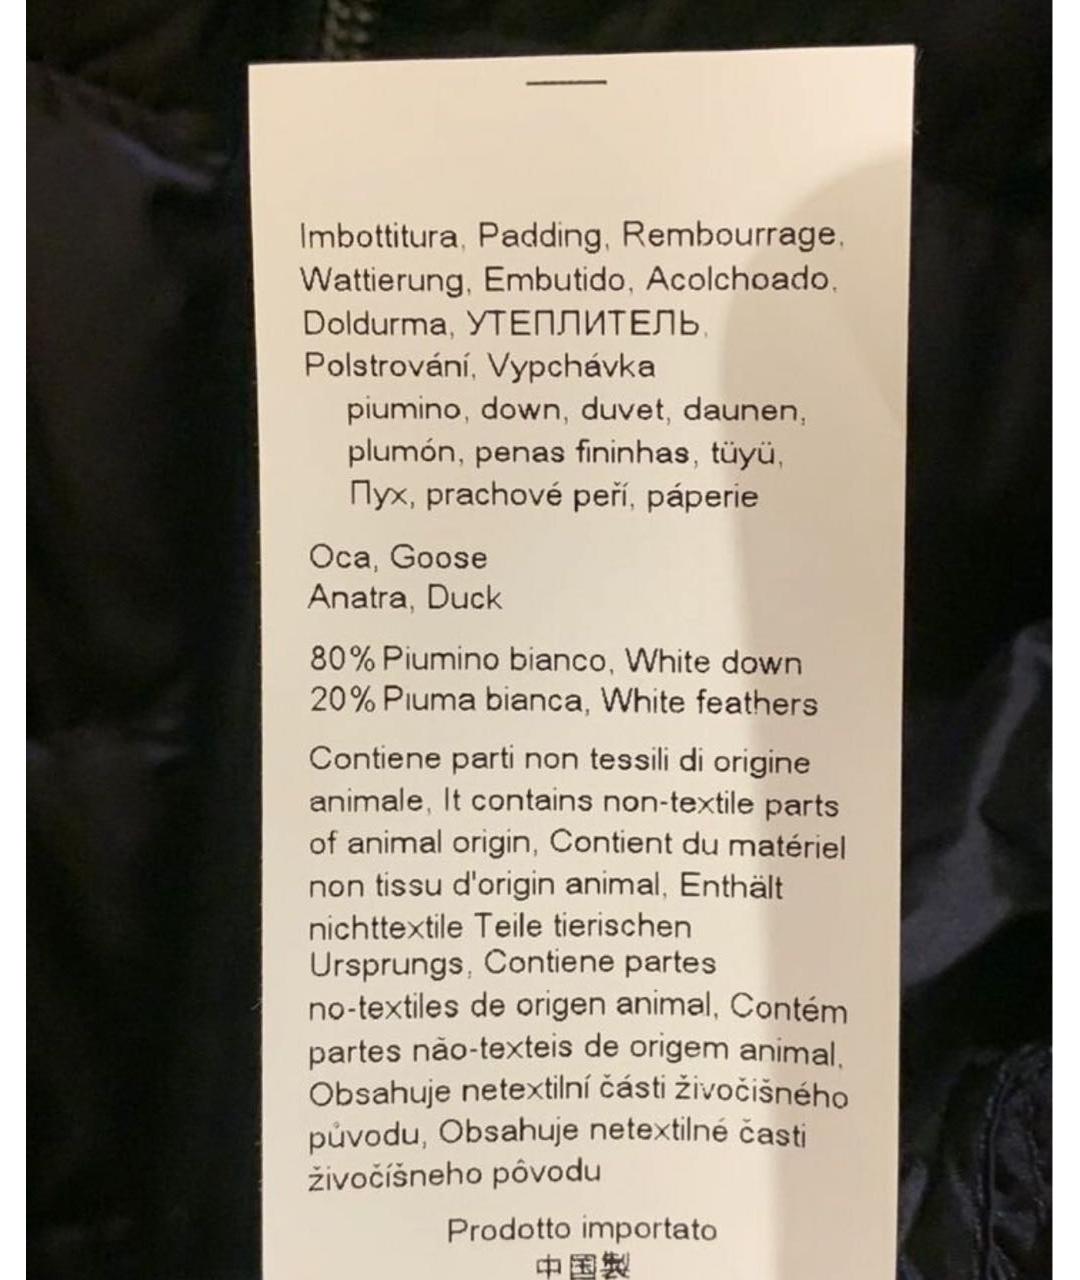 Imbottitura, Padding, Rembourrage,
Wattierung, Embutido, Acolchoado,
Doldurma, УТЕПЛИТЕЛЬ,
Polstrování, Vypchávka
piumino, down, duvet, daunen,
plumón, penas fininhas, tüyü,
Пух, prachové peří, páperie
Oca, Goose
Anatra, Duck
80% Piumino bianco, White down
20% Piuma bianca, White feathers
Contiene parti non tessili di origine
animale, It contains non-textile parts
of animal origin, Contient du matériel
non tissu d'origin animal, Enthält
nichttextile Teile tierischen
Ursprungs, Contiene partes
no-textiles de origen animal, Contém
partes não-texteis de origem animal,
Obsahuje netextilní části živočišného
původu, Obsahuje netextilné časti
živočíšneho pôvodu
Prodotto importato
中国製